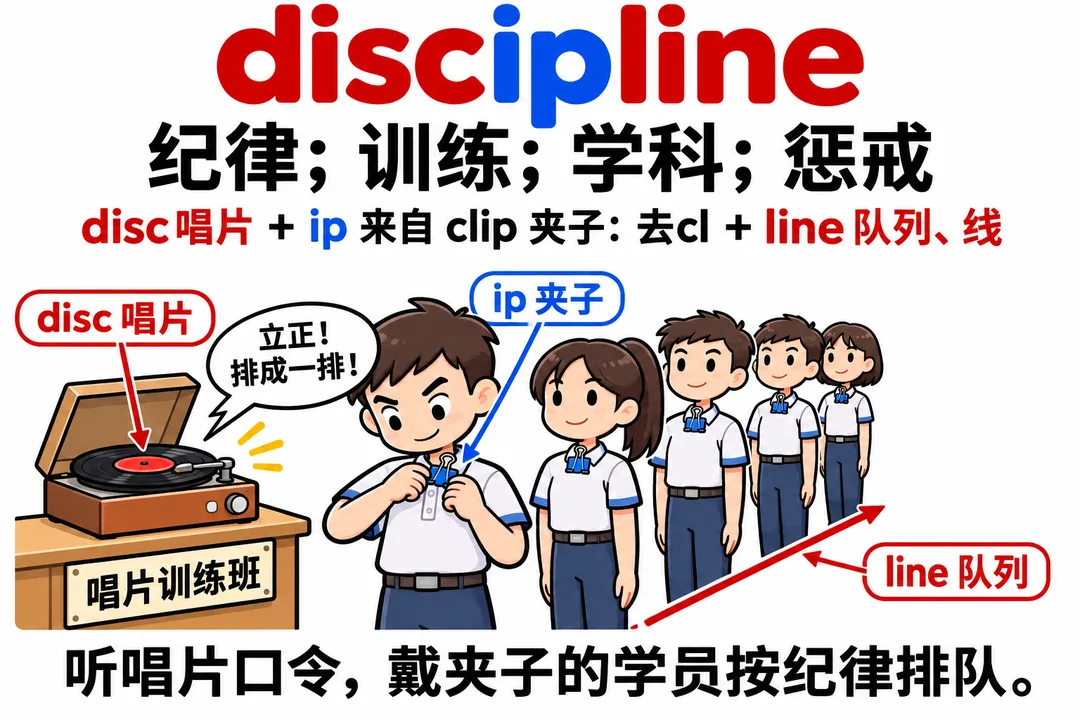 discipline
纪律；训练；学科；惩戒
disc 唱片 + ip 来自 clip 夹子：去cl + line 队列、线
disc 唱片
立正！
排成一排！
ip 夹子
line 队列
唱片训练班
听唱片口令，戴夹子的学员按纪律排队。